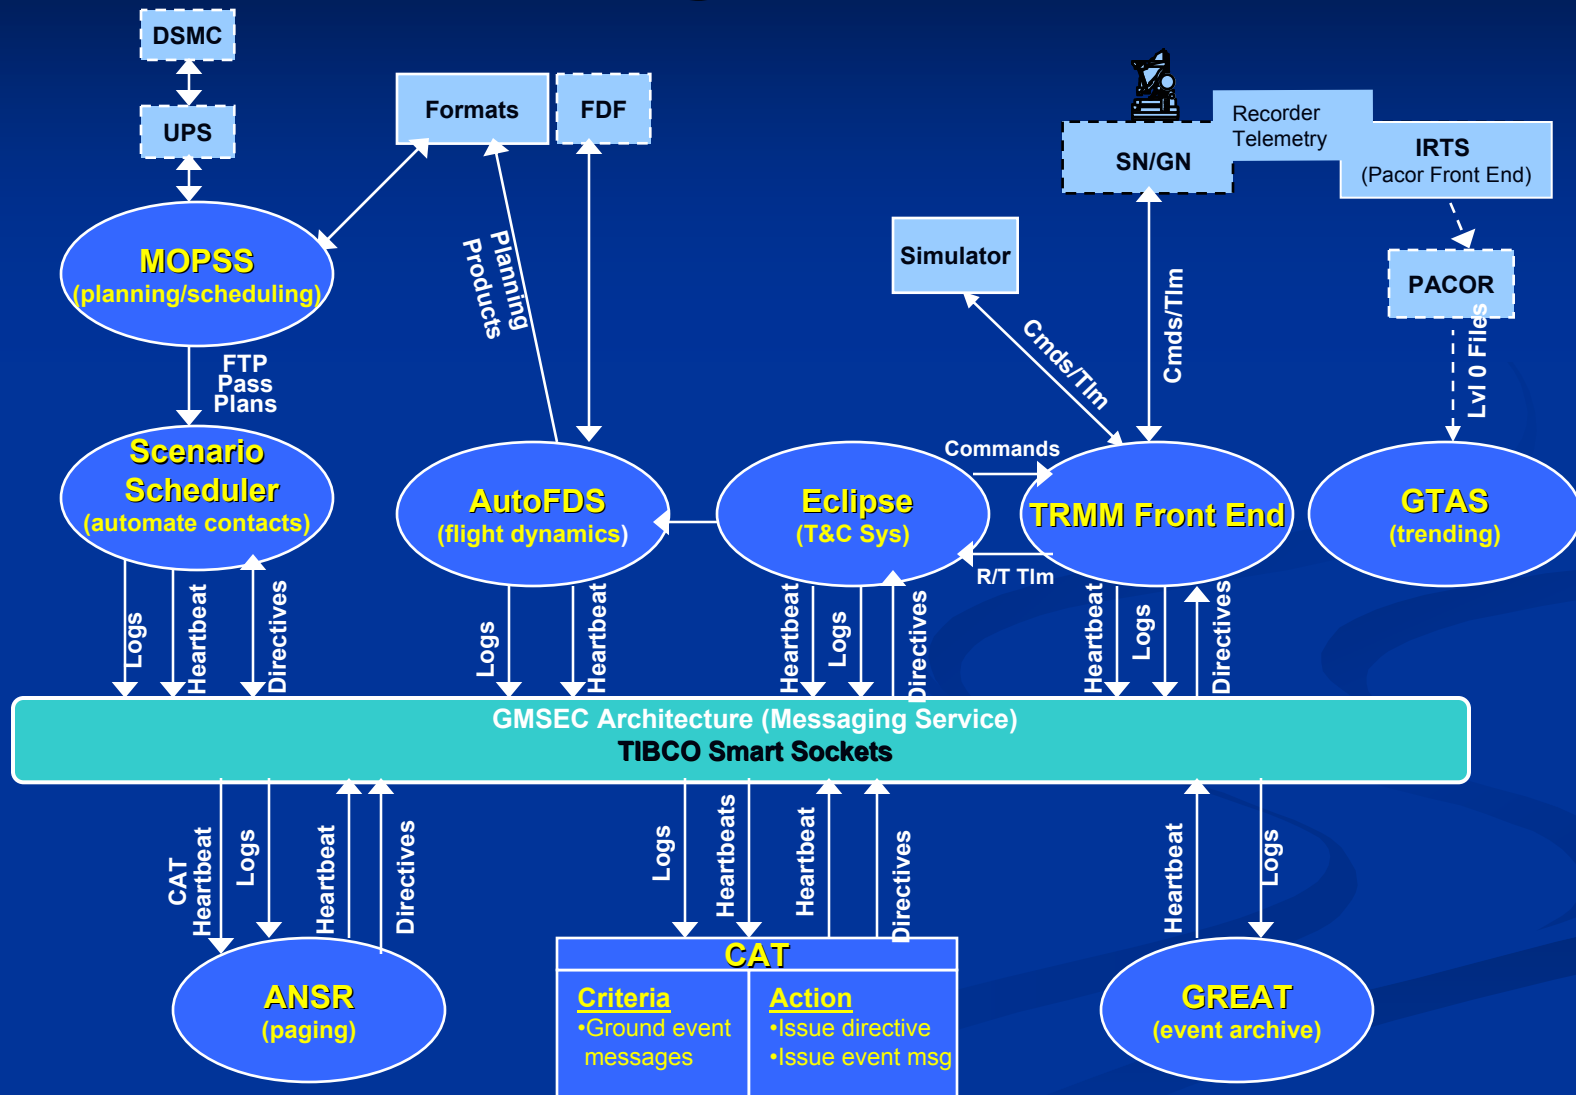 DSMC
UPS
Formats
FDF
SN/GN
Recorder
Telemetry
IRTS
(Pacor Front End)
Simulator
PACOR
MOPSS
(planning/scheduling)
Planning
Products
Cmds/Tlm
Cmds/Tlm
Lvl 0 Files
FTP
Pass
Plans
Scenario
Scheduler
(automate contacts)
AutoFDS
(flight dynamics)
Eclipse
(T&C Sys)
Commands
R/T Tlm
TRMM Front End
GTAS
(trending)
Logs
Heartbeat
Directives
Logs
Heartbeat
Heartbeat
Logs
Directives
Heartbeat
Logs
Directives
GMSEC Architecture (Messaging Service)
TIBCO Smart Sockets
CAT
Heartbeat
Logs
Heartbeat
Directives
Logs
Heartbeats
Heartbeat
Directives
Heartbeat
Logs
ANSR
(paging)
CAT
Criteria
•Ground event
messages
Action
•Issue directive
•Issue event msg
GREAT
(event archive)